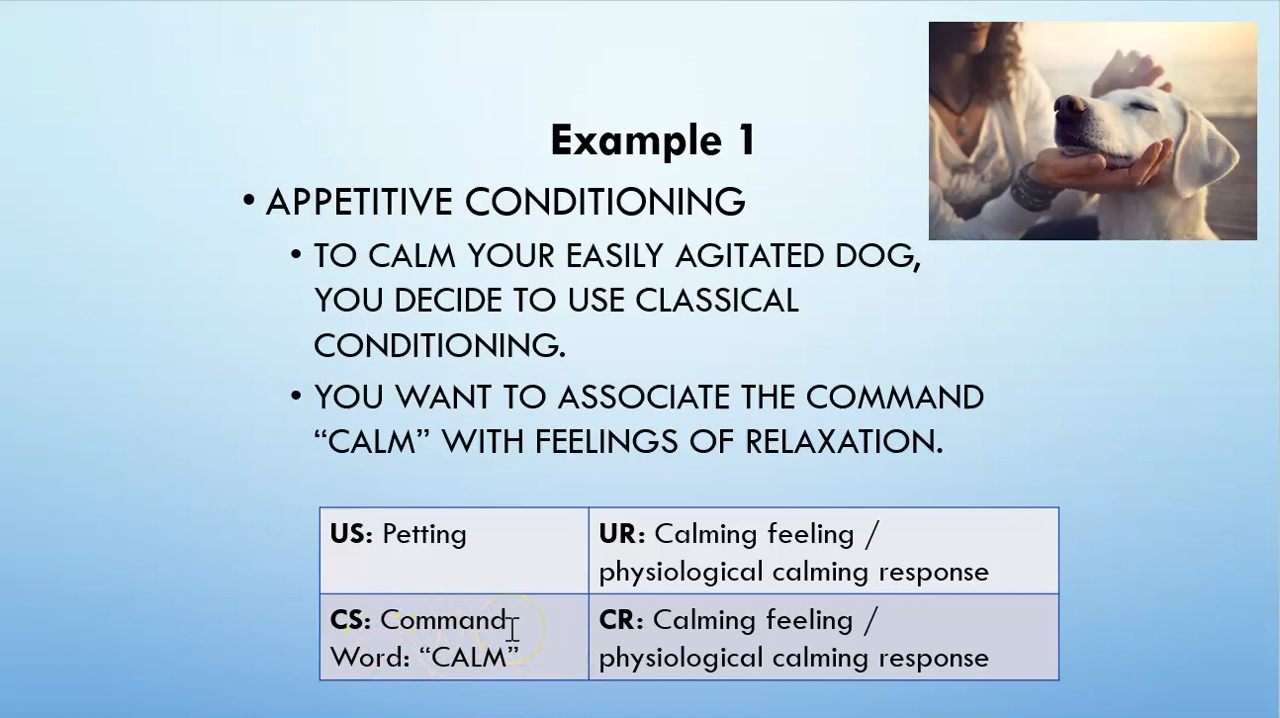 Example 1
• APPETITIVE CONDITIONING
• TO CALM YOUR EASILY AGITATED DOG,
YOU DECIDE TO USE CLASSICAL
CONDITIONING.
• YOU WANT TO ASSOCIATE THE COMMAND
“CALM” WITH FEELINGS OF RELAXATION.
US: Petting
UR: Calming feeling /
physiological calming response
CS: Command
Word: “CALM”
CR: Calming feeling /
physiological calming response